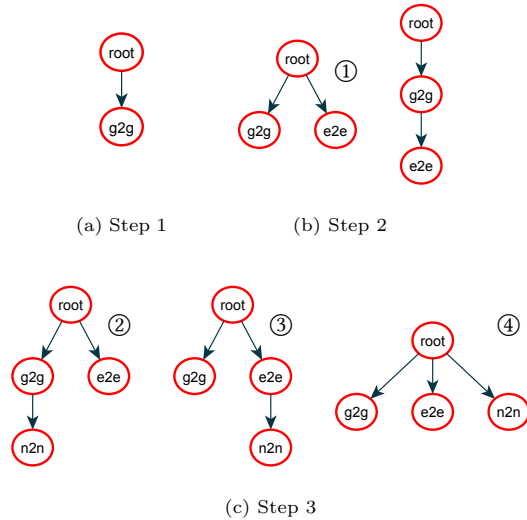 root
g2g
(a) Step 1
root
①
g2g
e2e
root
g2g
e2e
(b) Step 2
root
②
g2g
e2e
n2n
root
③
g2g
e2e
n2n
root
④
g2g
e2e
n2n
(c) Step 3